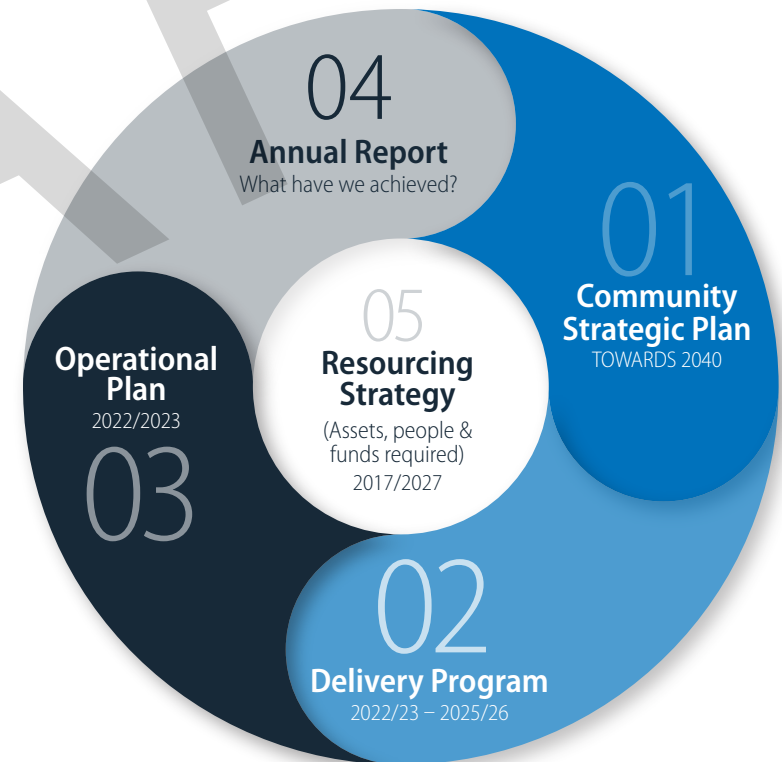 04
Annual Report
What have we achieved?
01
Community
Strategic Plan
TOWARDS 2040
05
Resourcing
Strategy
(Assets, people &
funds required)
2017/2027
Operational
Plan
2022/2023
03
02
Delivery Program
2022/23 – 2025/26